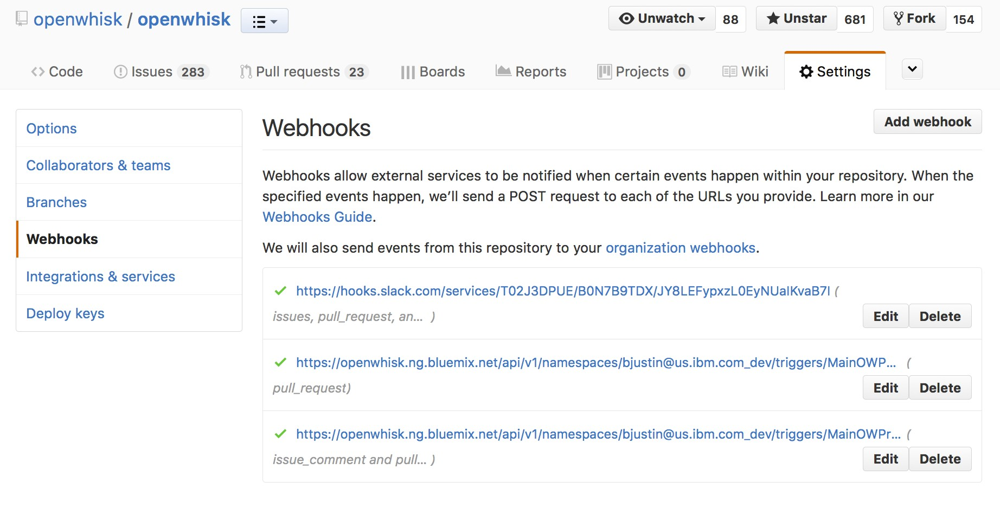 openwhisk / openwhisk
Unwatch 88
Unstar 681
Fork 154
Code
Issues 283
Pull requests 23
Boards
Reports
Projects 0
Wiki
Settings
Options
Collaborators & teams
Branches
Webhooks
Integrations & services
Deploy keys
Webhooks
Add webhook
Webhooks allow external services to be notified when certain events happen within your repository. When the
specified events happen, we’ll send a POST request to each of the URLs you provide. Learn more in our
Webhooks Guide.
We will also send events from this repository to your organization webhooks.
https://hooks.slack.com/services/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 (
issues, pull_request, an... )
Edit Delete
https://openwhisk.ng.bluemix.net/api/v1/namespaces/bjustin@us.ibm.com_dev/triggers/MainOWP... (
pull_request)
Edit Delete
https://openwhisk.ng.bluemix.net/api/v1/namespaces/bjustin@us.ibm.com_dev/triggers/MainOWPr... (
issue_comment and pull... )
Edit Delete